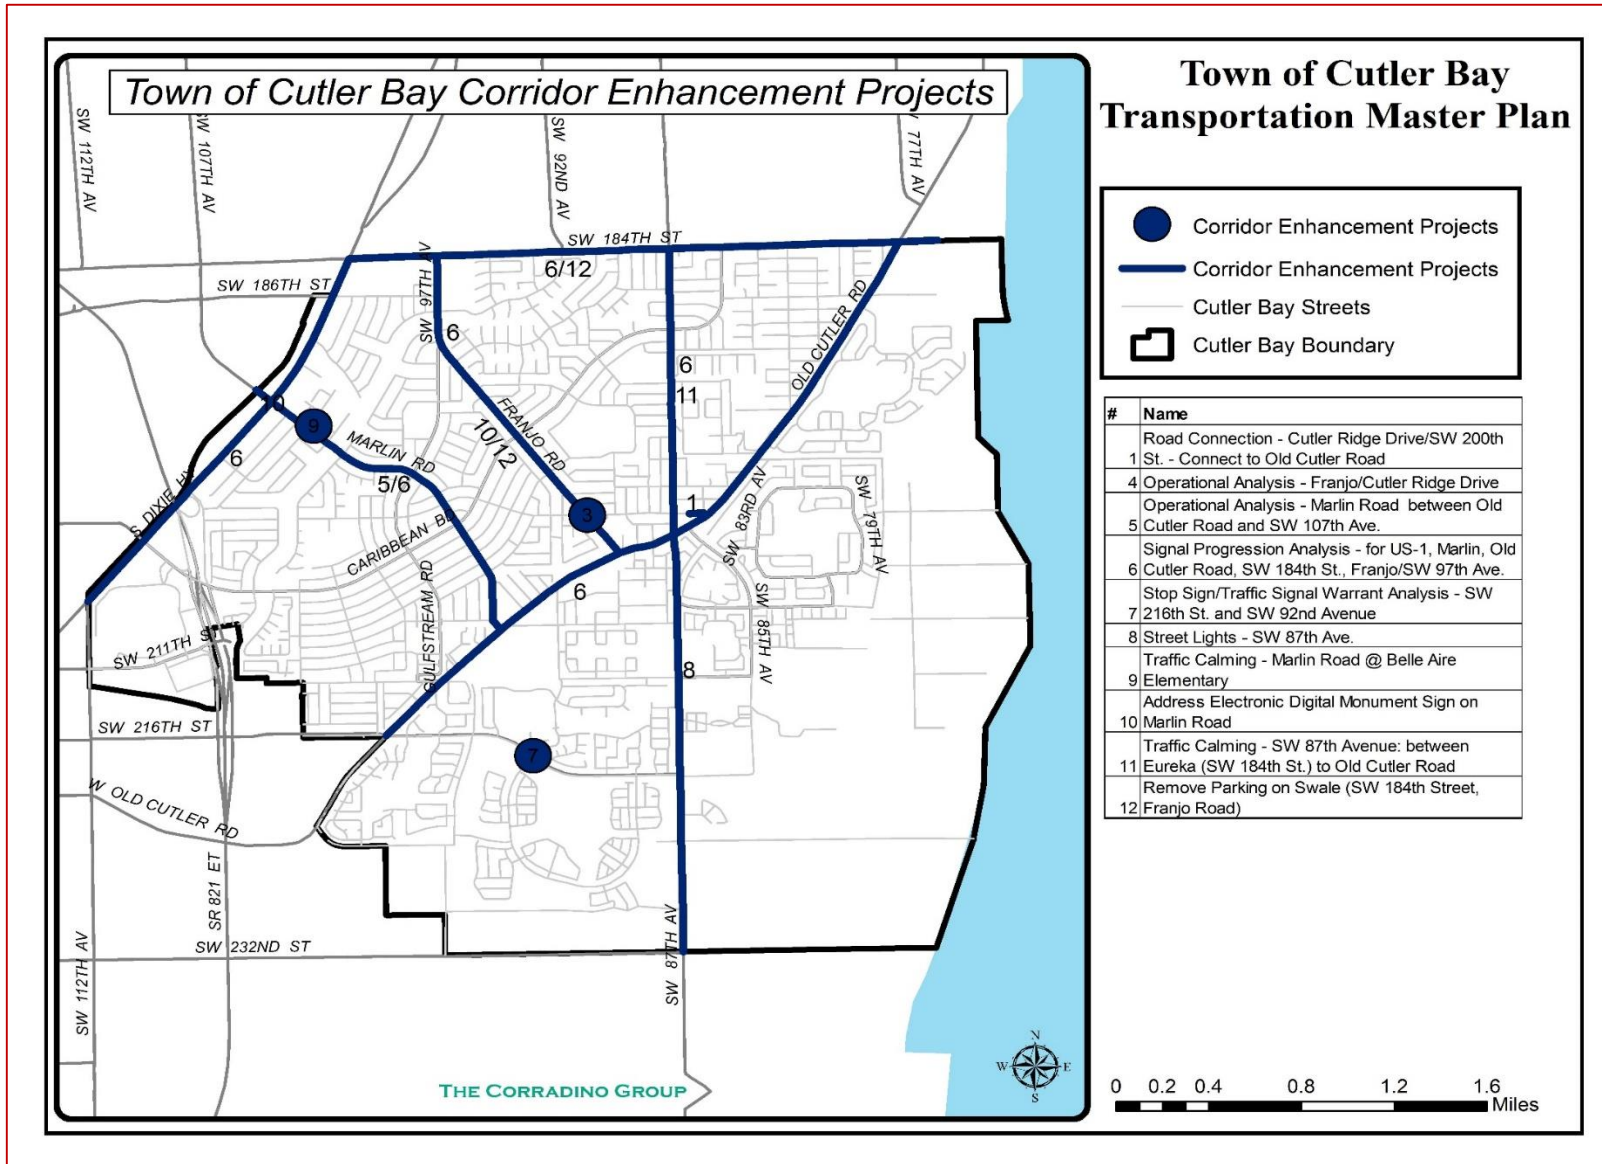 Town of Cutler Bay Corridor Enhancement Projects
Town of Cutler Bay
Transportation Master Plan
Corridor Enhancement Projects
Corridor Enhancement Projects
Cutler Bay Streets
Cutler Bay Boundary
# Name
1 Road Connection - Cutler Ridge Drive/SW 200th
St. - Connect to Old Cutler Road
4 Operational Analysis - Franjo/Cutler Ridge Drive
5 Operational Analysis - Marlin Road between Old
Cutler Road and SW 107th Ave.
6 Signal Progression Analysis - for US-1, Marlin, Old
Cutler Road, SW 184th St., Franjo/SW 97th Ave.
7 Stop Sign/Traffic Signal Warrant Analysis - SW
216th St. and SW 92nd Avenue
8 Street Lights - SW 87th Ave.
9 Traffic Calming - Marlin Road @ Belle Aire
Elementary
10 Address Electronic Digital Monument Sign on
Marlin Road
11 Traffic Calming - SW 87th Avenue: between
Eureka (SW 184th St.) to Old Cutler Road
12 Remove Parking on Swale (SW 184th Street,
Franjo Road)
SW 112TH AV
SW 107TH AV
SW 92ND AV
77TH AV
SW 184TH ST
6/12
SW 186TH ST
SW 97TH AV
6
OLD CUTLER RD
6
11
FRANJO RD
10/12
9
MARLIN RD
5/6
6
S DIXIE HY
3
1
SW 83RD AV
SW 79TH AV
CARIBBEAN BD
6
GULFSTREAM RD
SW 85TH AV
SW 211TH ST
8
SW 216TH ST
7
W OLD CUTLER RD
SR 821 ET
SW 232ND ST
SW 87TH AV
SW 112TH AV
THE CORRADINO GROUP
N
W E
S
0 0.2 0.4 0.8 1.2 1.6
Miles